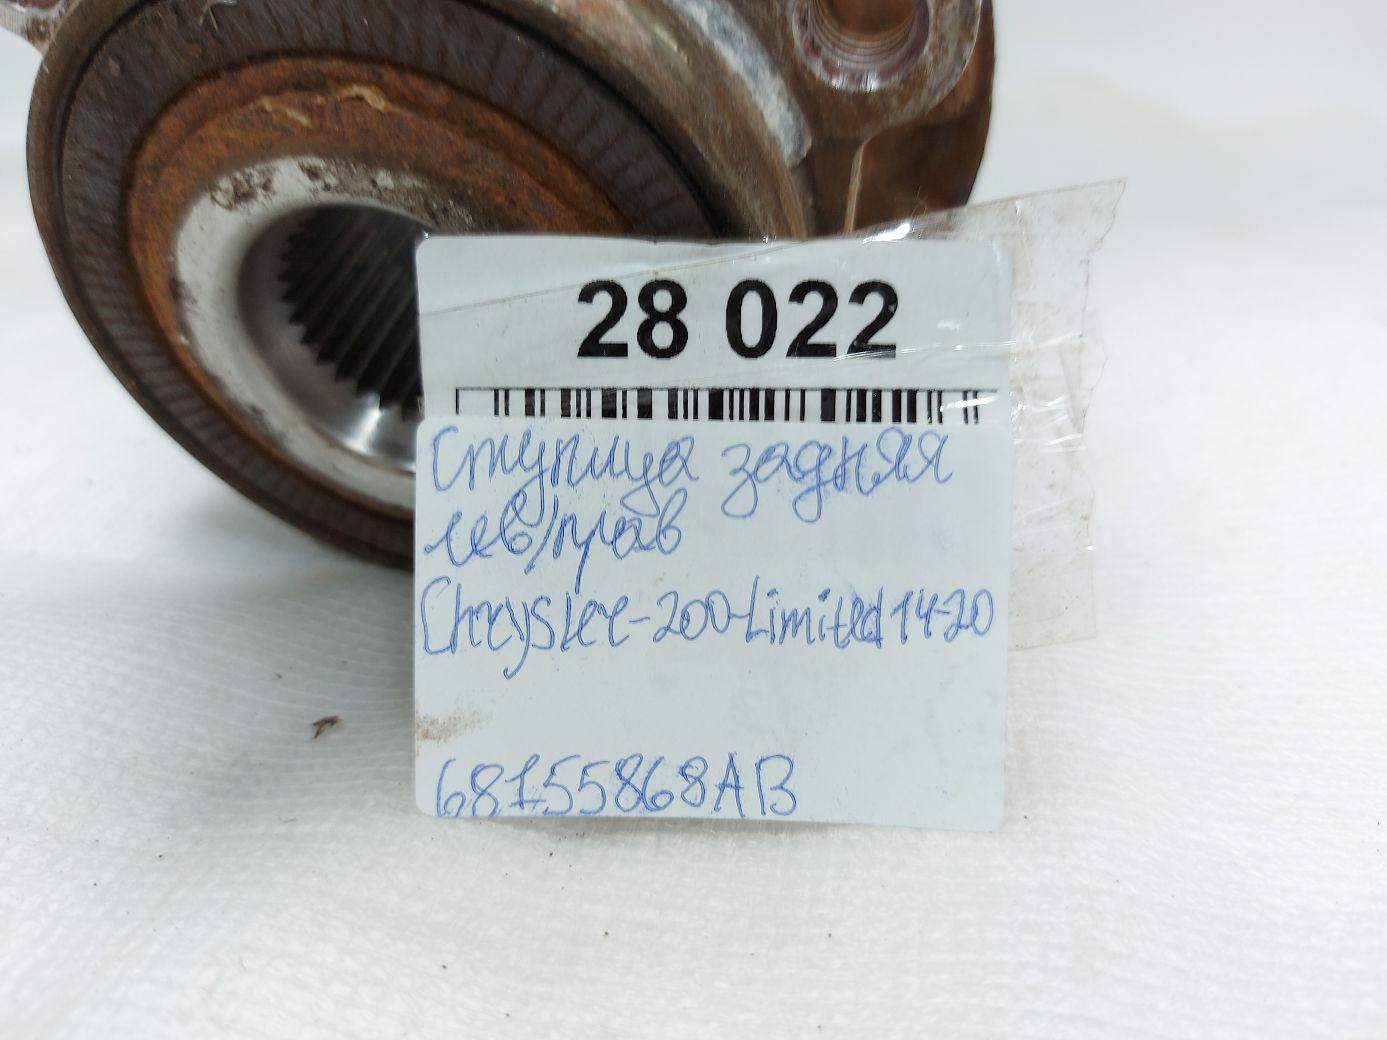 28 022
Ступица задняя
лев/прав
Chrysler-200-Limited 14-20
68155868AB